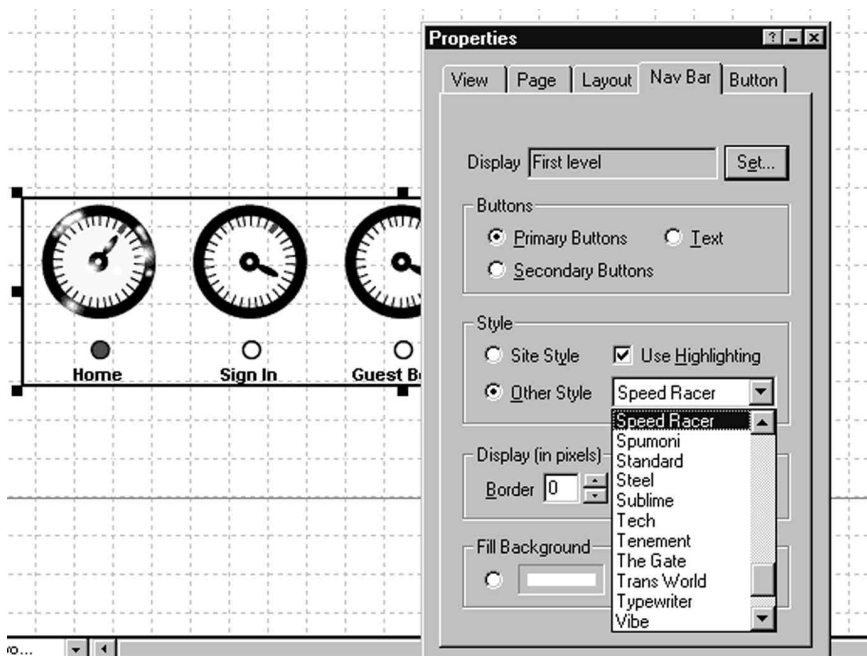 Properties
View Page Layout Nav Bar Button
Display First level Set...
Buttons
Primary Buttons Text
Secondary Buttons
Style
Site Style Use Highlighting
Other Style Speed Racer
Speed Racer
Spumoni
Standard
Steel
Sublime
Tech
Tenement
The Gate
Trans World
Typewriter
Vibe
Display (in pixels)
Border 0
Fill Background
Home Sign In Guest B